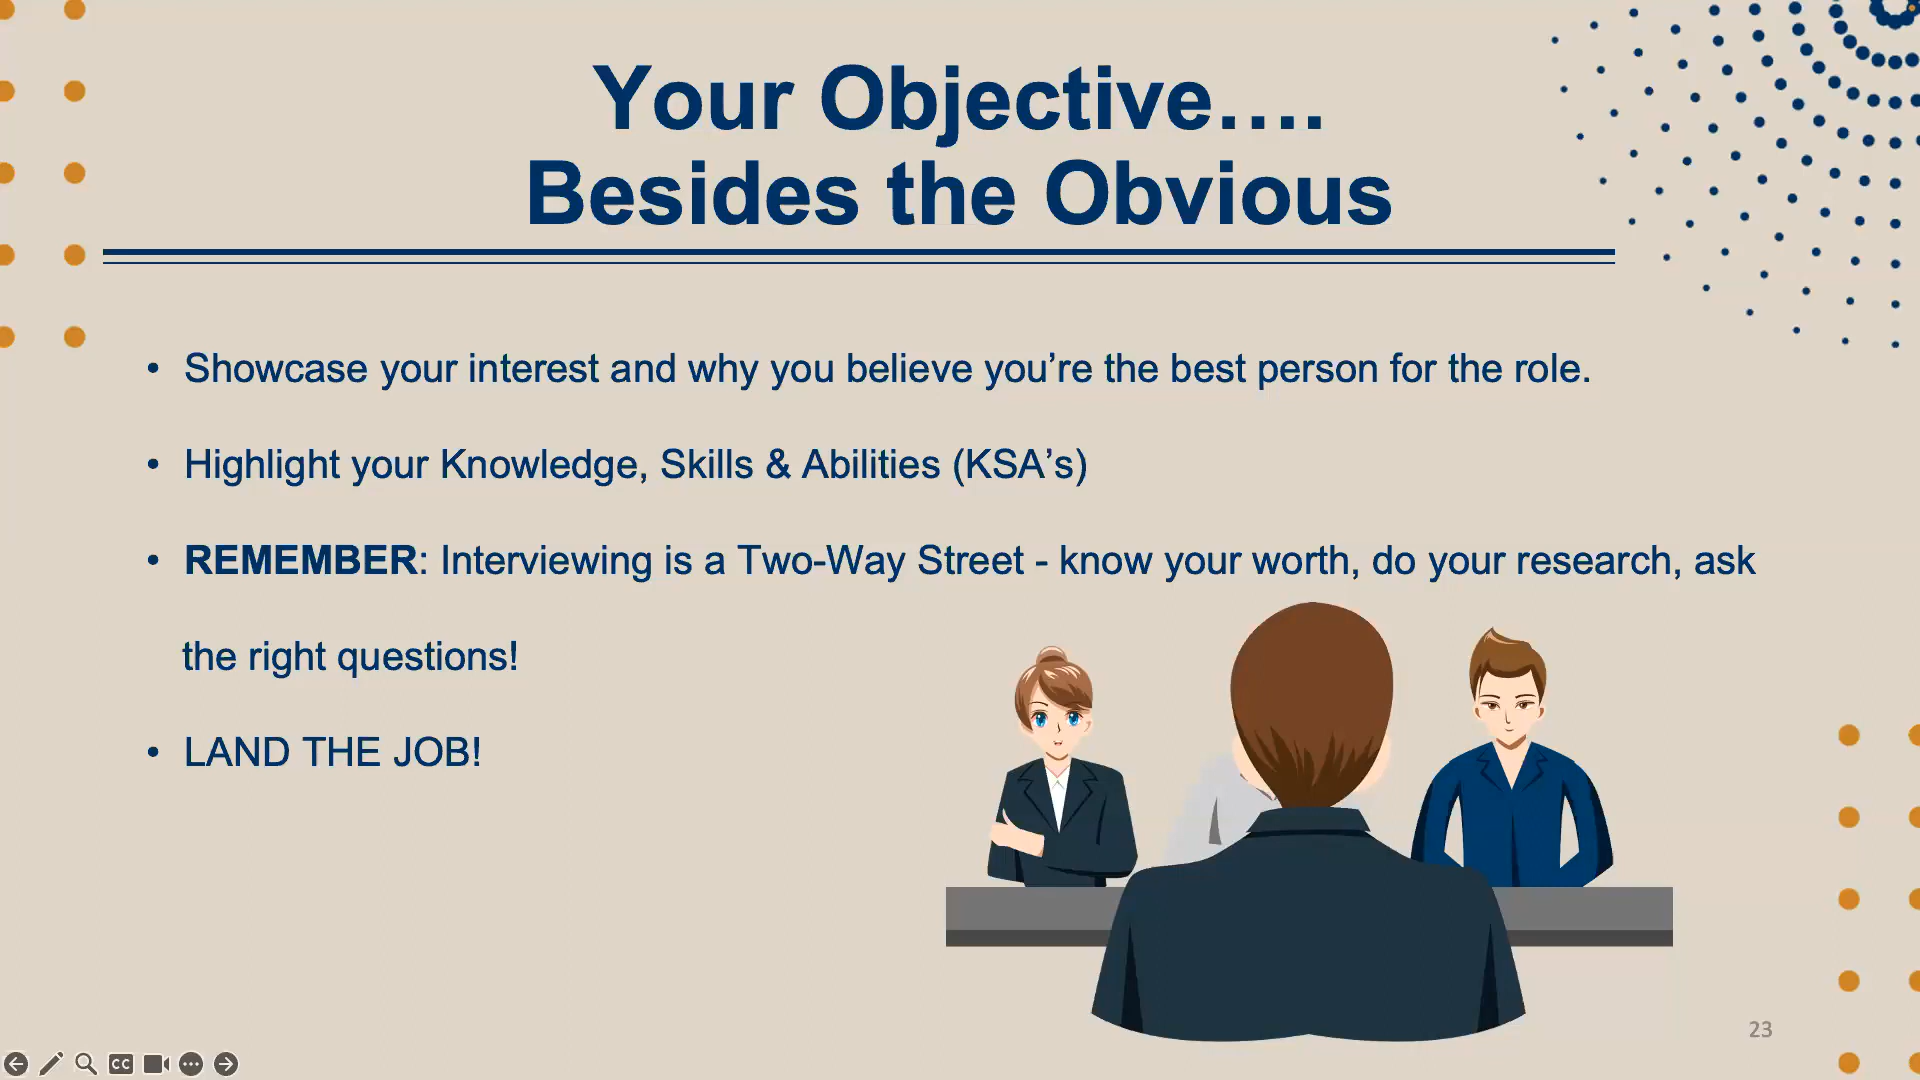 Your Objective….
Besides the Obvious
• Showcase your interest and why you believe you’re the best person for the role.
• Highlight your Knowledge, Skills & Abilities (KSA’s)
• REMEMBER: Interviewing is a Two-Way Street - know your worth, do your research, ask
the right questions!
• LAND THE JOB!
23
CC